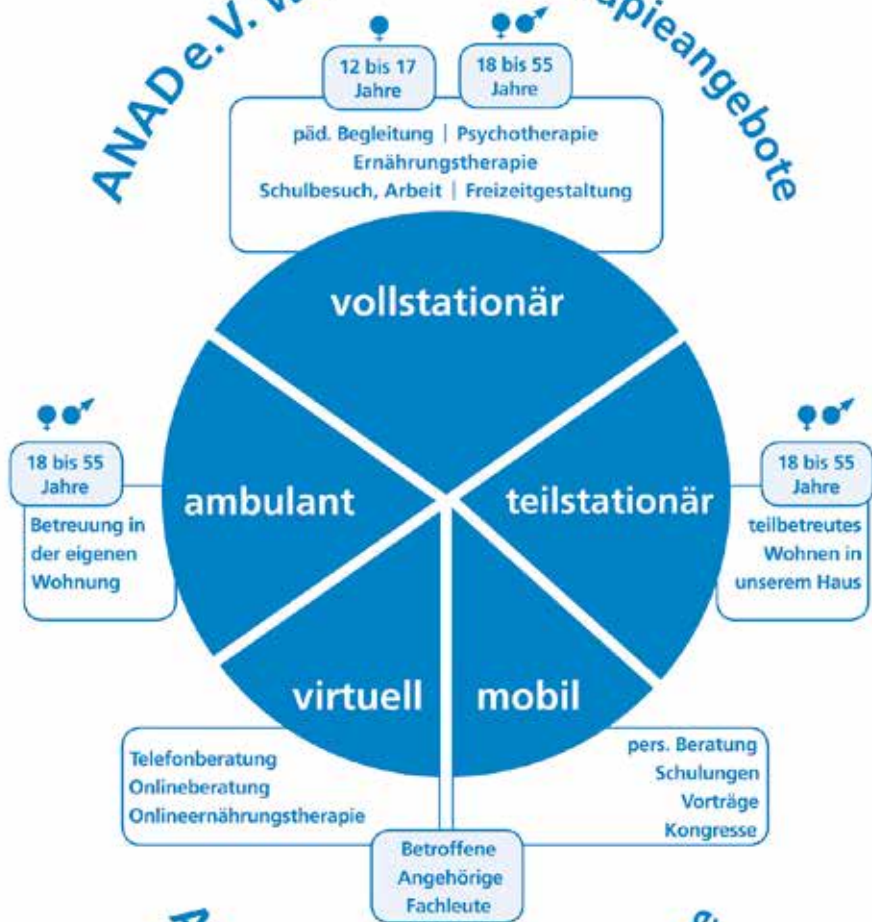 ANAD e.V.
12 bis 17
Jahre
18 bis 55
Jahre
päd. Begleitung | Psychotherapie
Ernährungstherapie
Schulbesuch, Arbeit | Freizeitgestaltung
vollstationär
18 bis 55
Jahre
Betreuung in
der eigenen
Wohnung
ambulant
teilstationär
18 bis 55
Jahre
teilbetreutes
Wohnen in
unserem Haus
virtuell
mobil
Telefonberatung
Onlineberatung
Onlineernährungstherapie
pers. Beratung
Schulungen
Vorträge
Kongresse
Betroffene
Angehörige
Fachleute